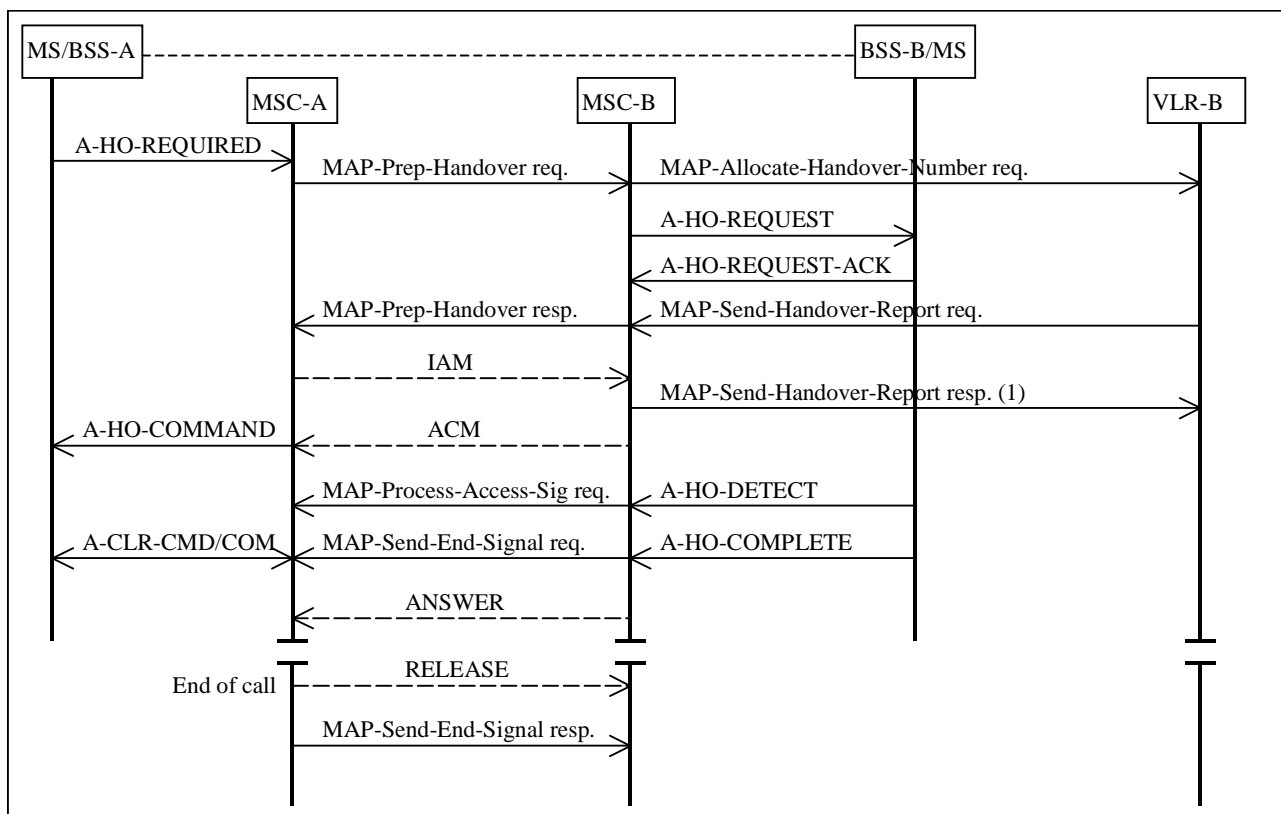 MS/BSS-A
BSS-B/MS
MSC-A
MSC-B
VLR-B
A-HO-REQUIRED
MAP-Prep-Handover req.
MAP-Allocate-Handover-Number req.
A-HO-REQUEST
A-HO-REQUEST-ACK
MAP-Prep-Handover resp.
MAP-Send-Handover-Report req.
IAM
MAP-Send-Handover-Report resp. (1)
A-HO-COMMAND
ACM
MAP-Process-Access-Sig req.
A-HO-DETECT
A-CLR-CMD/COM
MAP-Send-End-Signal req.
A-HO-COMPLETE
ANSWER
RELEASE
End of call
MAP-Send-End-Signal resp.